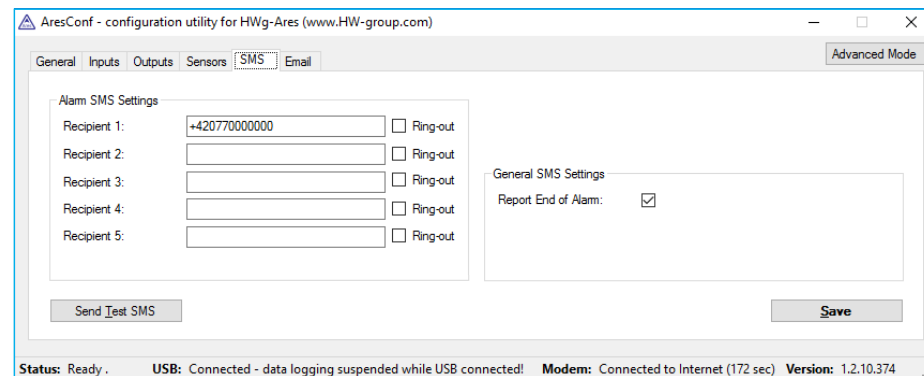 AresConf - configuration utility for HWg-Ares (www.HW-group.com)
Advanced Mode
General Inputs Outputs Sensors SMS Email
Alarm SMS Settings
Recipient 1: +420770000000 Ring-out
Recipient 2: Ring-out
Recipient 3: Ring-out
Recipient 4: Ring-out
Recipient 5: Ring-out
General SMS Settings
Report End of Alarm:
Send Test SMS
Save
Status: Ready . USB: Connected - data logging suspended while USB connected! Modem: Connected to Internet (172 sec) Version: 1.2.10.374